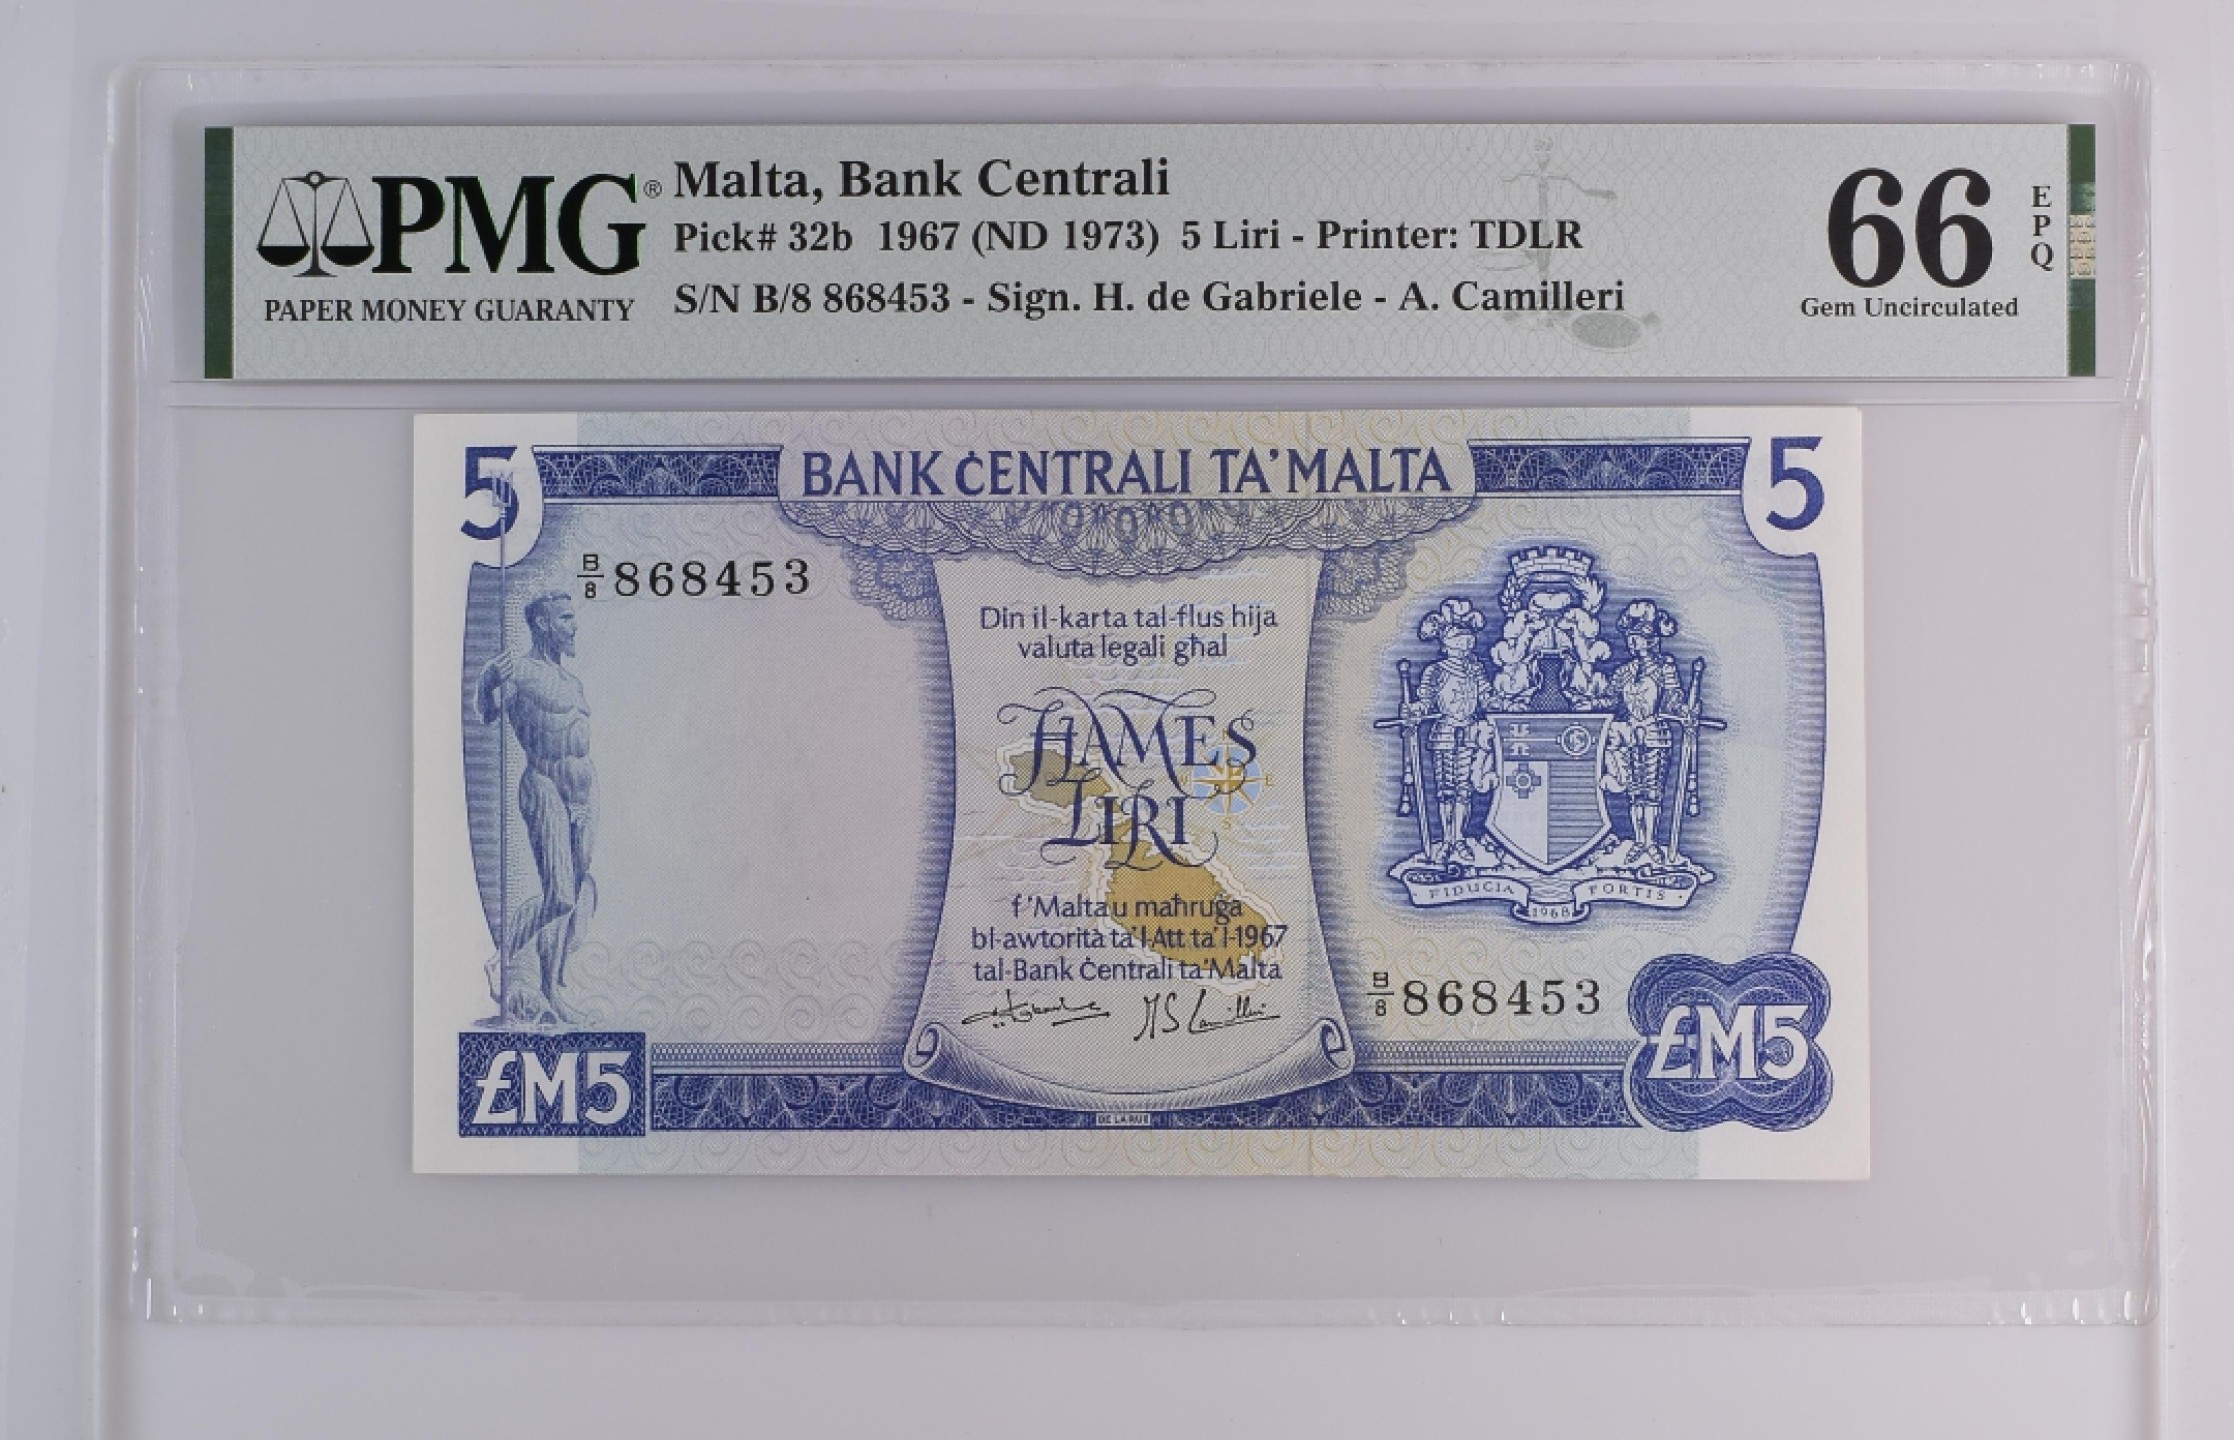 PMG®
PAPER MONEY GUARANTY
Malta, Bank Centrali
Pick# 32b 1967 (ND 1973) 5 Liri - Printer: TDLR
S/N B/8 868453 - Sign. H. de Gabriele - A. Camilleri
66
EPQ
Gem Uncirculated
5
BANK ĊENTRALI TA' MALTA
5
B/8 868453
Din il-karta tal-flus hija
valuta legali għal
ĦAMES
LIRI
f'Malta u maħruġa
bl-awtorità ta' l-Att ta' l-1967
tal-Bank Ċentrali ta' Malta
FIDUCIA FORTIS
1968
B/8 868453
£M5
£M5
DE LA RUE